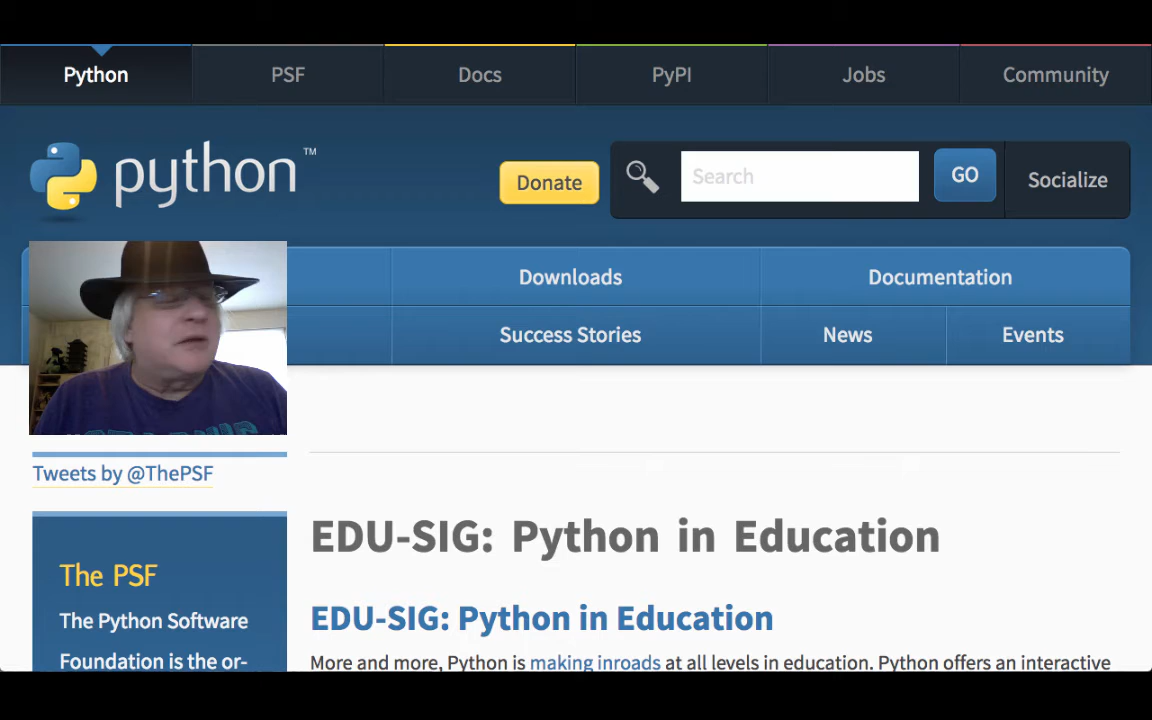 Python PSF Docs PyPI Jobs Community
python™
Donate Search GO Socialize
Downloads Documentation
Success Stories News Events
Tweets by @ThePSF
EDU-SIG: Python in Education
The PSF
The Python Software
Foundation is the or-
EDU-SIG: Python in Education
More and more, Python is making inroads at all levels in education. Python offers an interactive